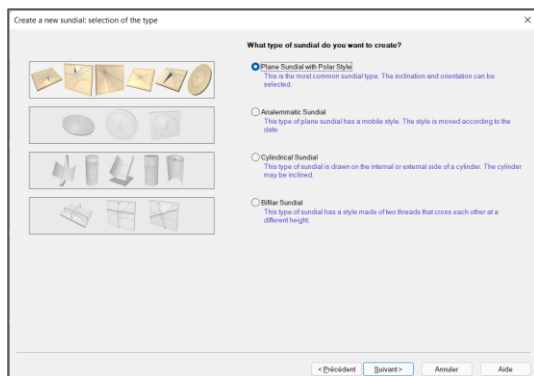 Create a new sundial: selection of the type
What type of sundial do you want to create?
Plane Sundial with Polar Style
This is the most common sundial type. The inclination and orientation can be
selected.
Analemmatic Sundial
This type of plane sundial has a mobile style. The style is moved according to the
date.
Cylindrical Sundial
This type of sundial is drawn on the internal or external side of a cylinder. The cylinder
may be inclined.
Bifilar Sundial
This type of sundial has a style made of two threads that cross each other at a
different height.
< Précédent Suivant > Annuler Aide